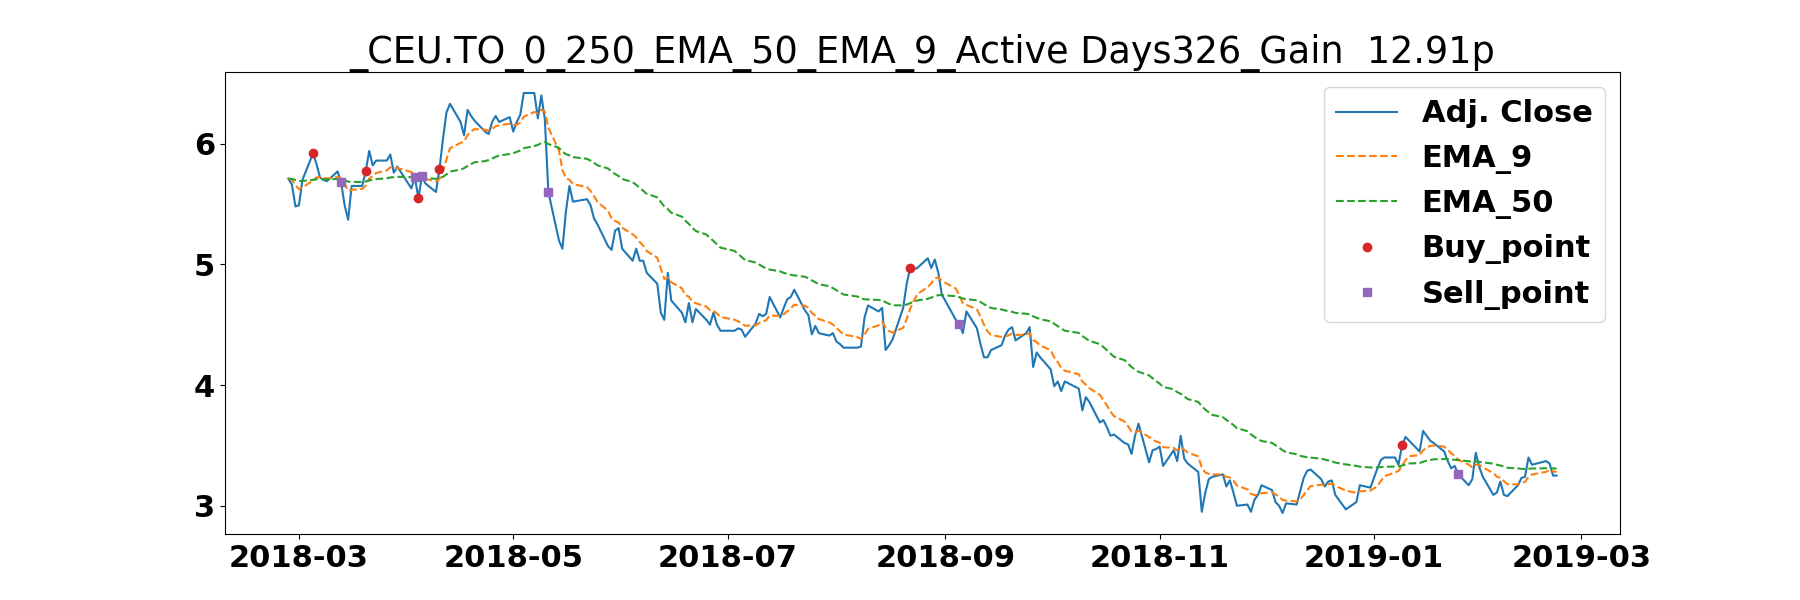 _CEU.TO_0_250_EMA_50_EMA_9_Active Days326_Gain  12.91p
Adj. Close
EMA_9
EMA_50
Buy_point
Sell_point
6
5
4
3
2018-03 2018-05 2018-07 2018-09 2018-11 2019-01 2019-03